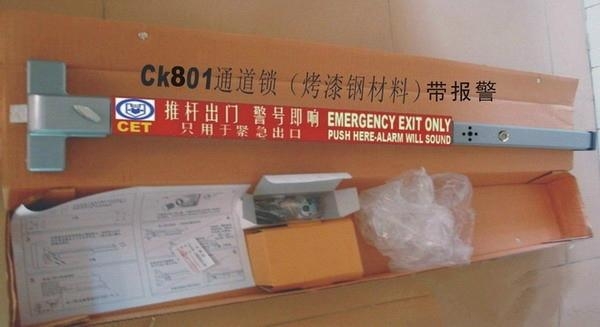 Ck801通道锁（烤漆钢材料）带报警
推杆出门 警号即响
只用于紧急出口
EMERGENCY EXIT ONLY
PUSH HERE-ALARM WILL SOUND
CET